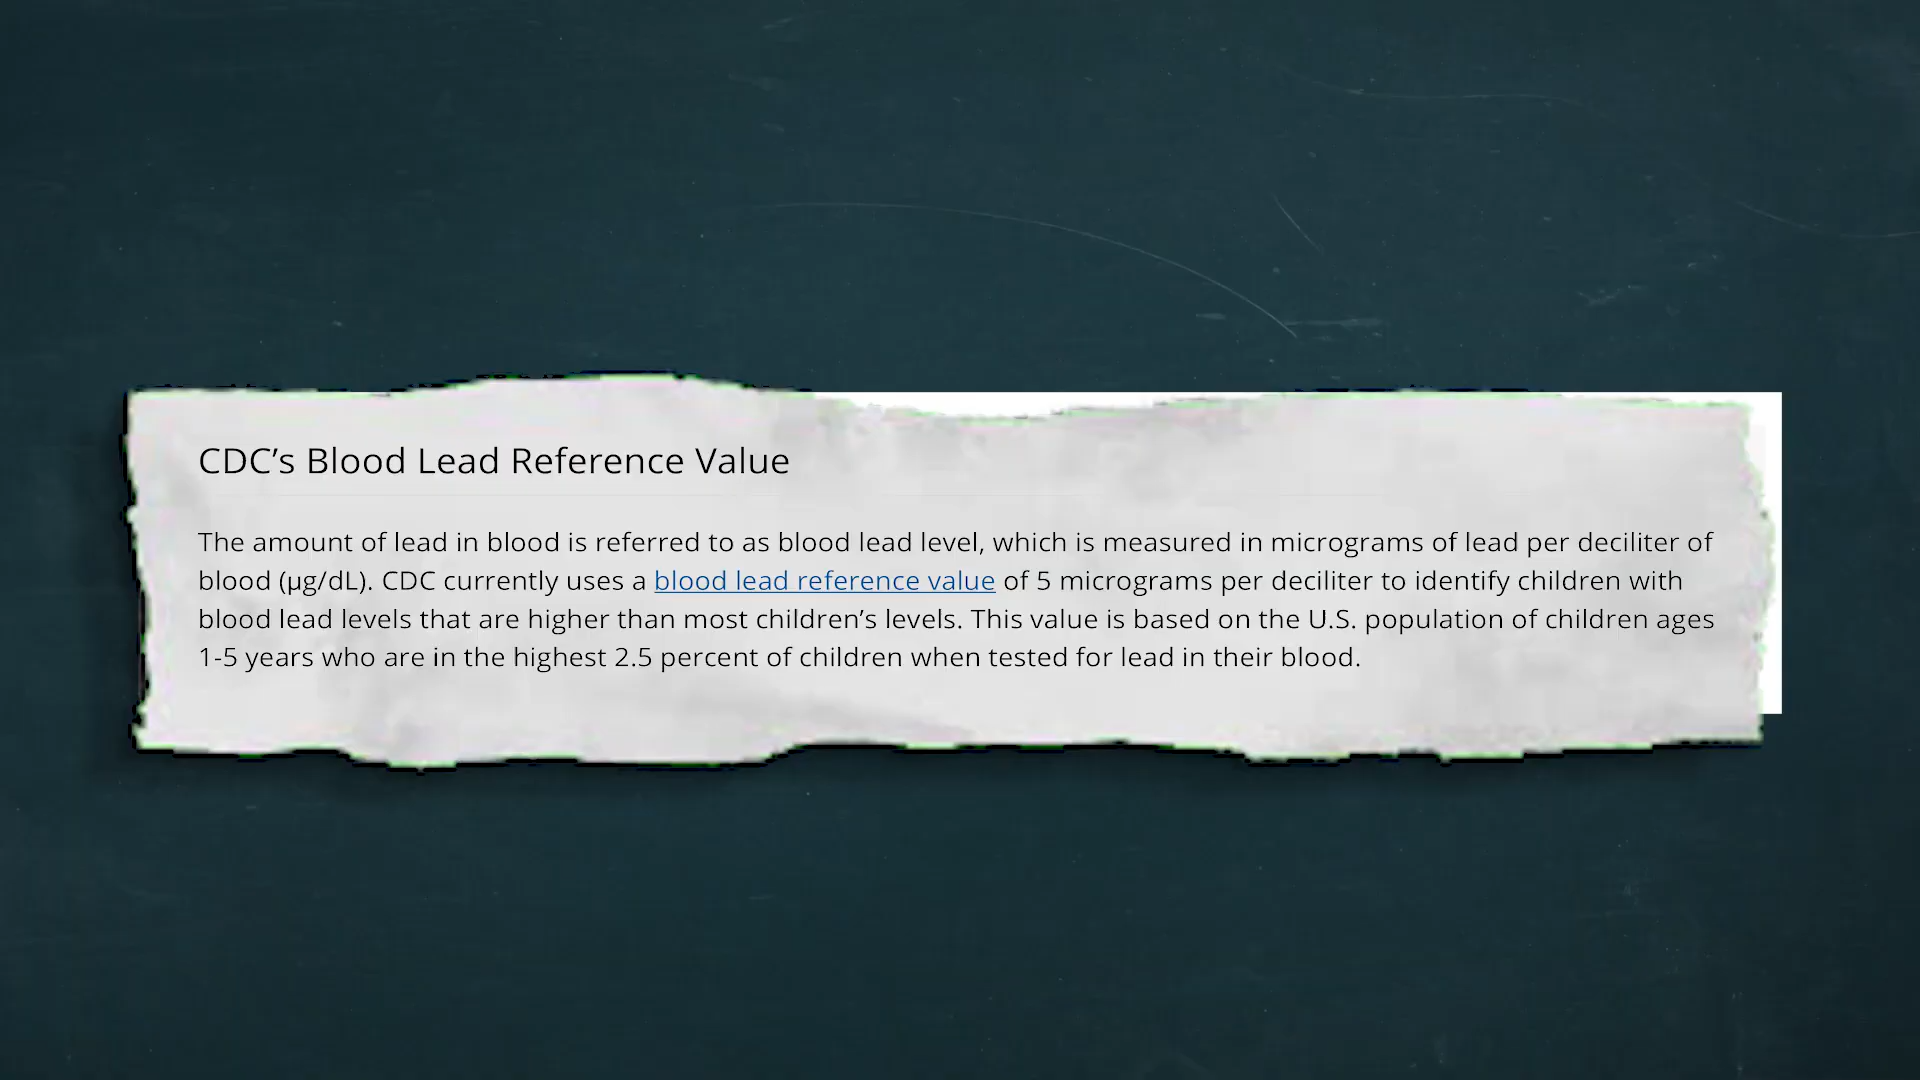 CDC’s Blood Lead Reference Value
The amount of lead in blood is referred to as blood lead level, which is measured in micrograms of lead per deciliter of
blood (µg/dL). CDC currently uses a blood lead reference value of 5 micrograms per deciliter to identify children with
blood lead levels that are higher than most children’s levels. This value is based on the U.S. population of children ages
1-5 years who are in the highest 2.5 percent of children when tested for lead in their blood.